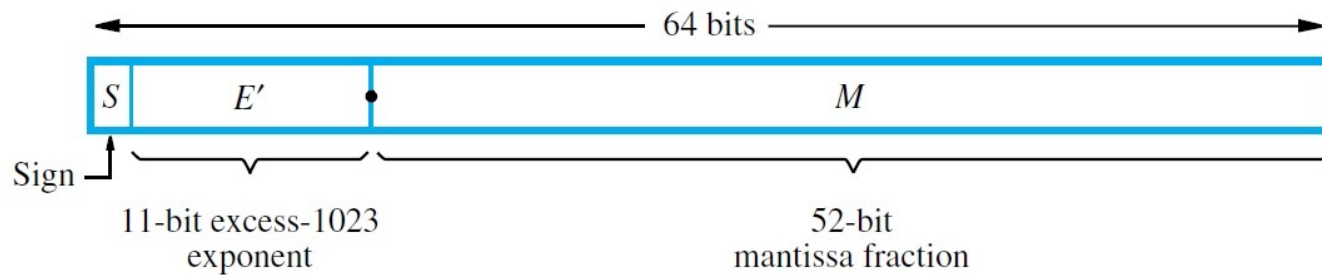 64 bits
S E′ M
Sign
11-bit excess-1023
exponent
52-bit
mantissa fraction